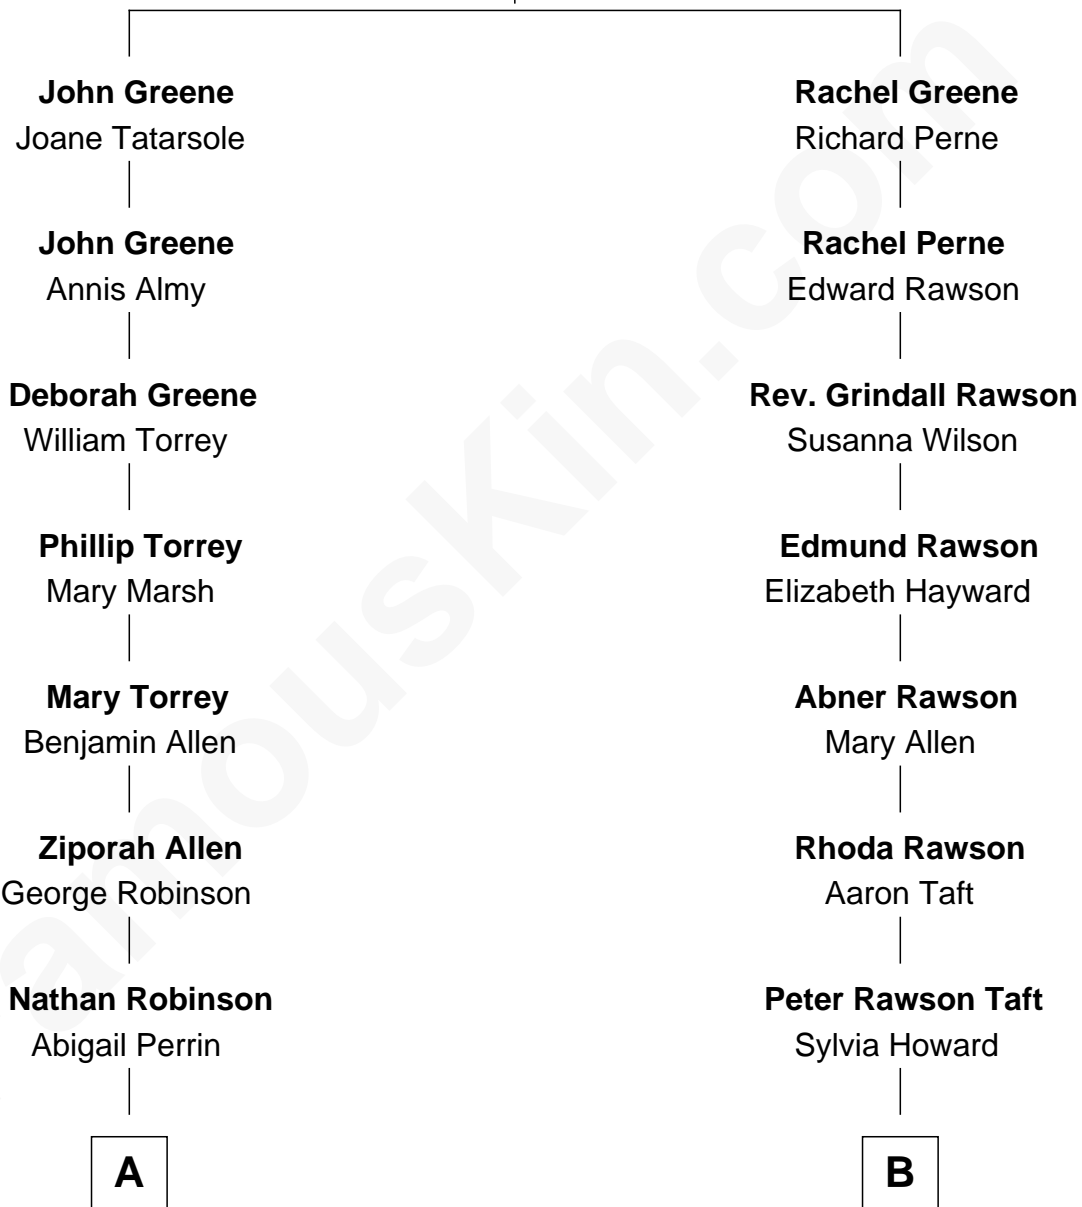 John Greene
Joane Tatarsole
Rachel Greene
Richard Perne
John Greene
Annis Almy
Rachel Perne
Edward Rawson
Deborah Greene
William Torrey
Rev. Grindall Rawson
Susanna Wilson
Phillip Torrey
Mary Marsh
Edmund Rawson
Elizabeth Hayward
Mary Torrey
Benjamin Allen
Abner Rawson
Mary Allen
Ziporah Allen
George Robinson
Rhoda Rawson
Aaron Taft
Nathan Robinson
Abigail Perrin
Peter Rawson Taft
Sylvia Howard
A
B
amouskin.com